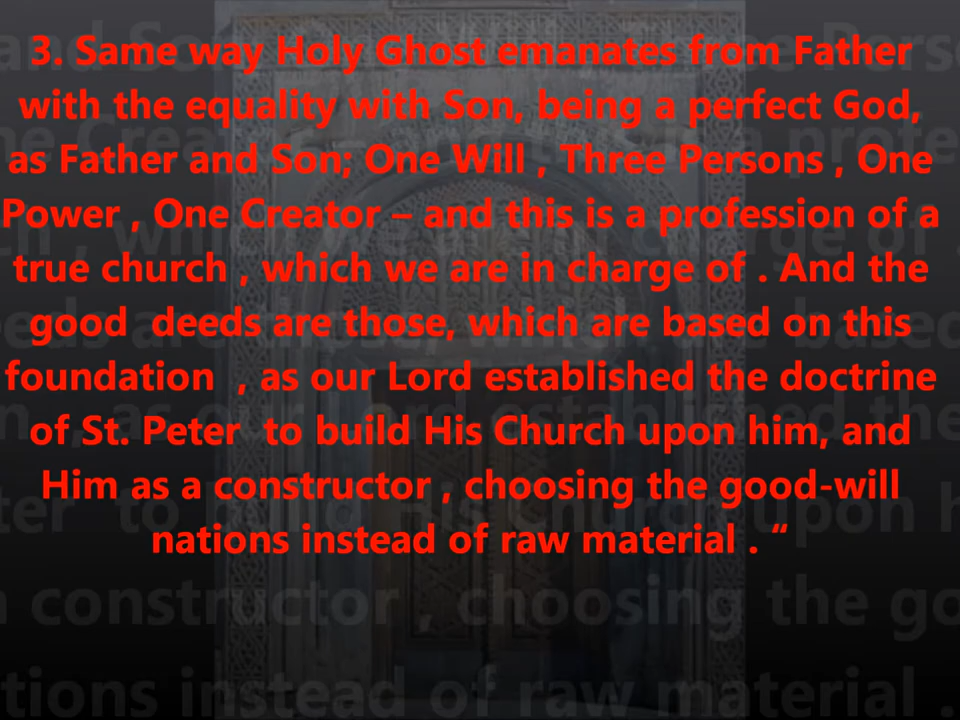 3. Same way Holy Ghost emanates from Father
with the equality with Son, being a perfect God,
as Father and Son; One Will , Three Persons , One
Power , One Creator – and this is a profession of a
true church , which we are in charge of . And the
good  deeds are those, which are based on this
foundation  , as our Lord established the doctrine
of St. Peter  to build His Church upon him, and
Him as a constructor , choosing the good-will
nations instead of raw material . “